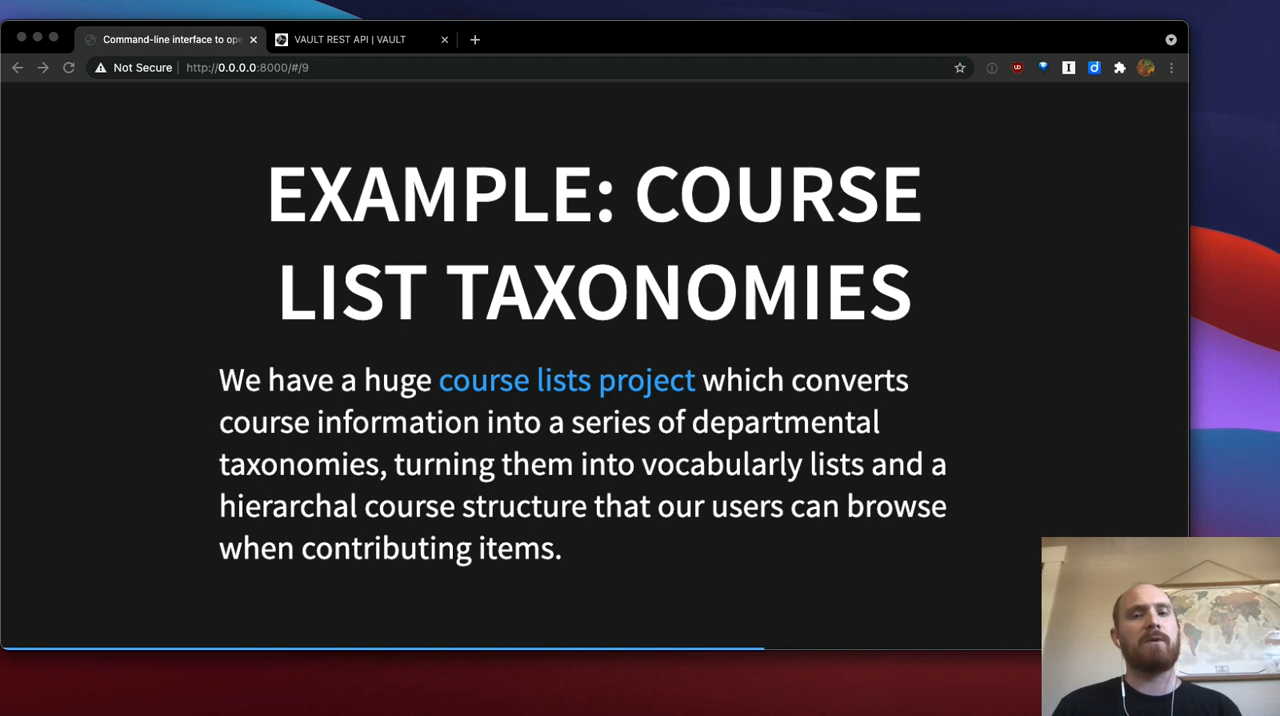 Command-line interface to ope
VAULT REST API | VAULT
Not Secure
http://0.0.0.0:8000/#/9
EXAMPLE: COURSE
LIST TAXONOMIES
We have a huge course lists project which converts
course information into a series of departmental
taxonomies, turning them into vocabularly lists and a
hierarchal course structure that our users can browse
when contributing items.